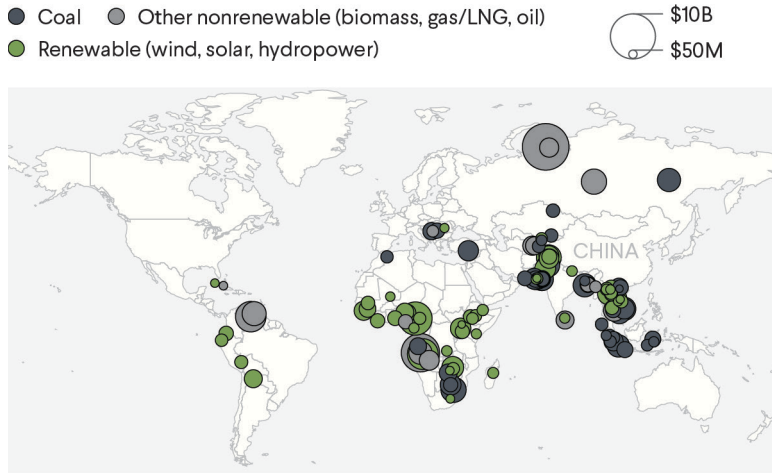 Coal Other nonrenewable (biomass, gas/LNG, oil)
Renewable (wind, solar, hydropower)
$10B
$50M
CHINA